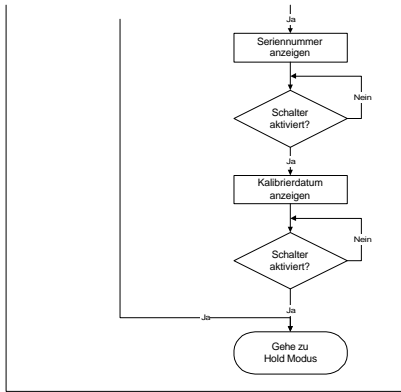 Ja
Seriennummer
anzeigen
Nein
Schalter
aktiviert?
Ja
Kalibrierdatum
anzeigen
Nein
Schalter
aktiviert?
Ja
Ja
Gehe zu
Hold Modus